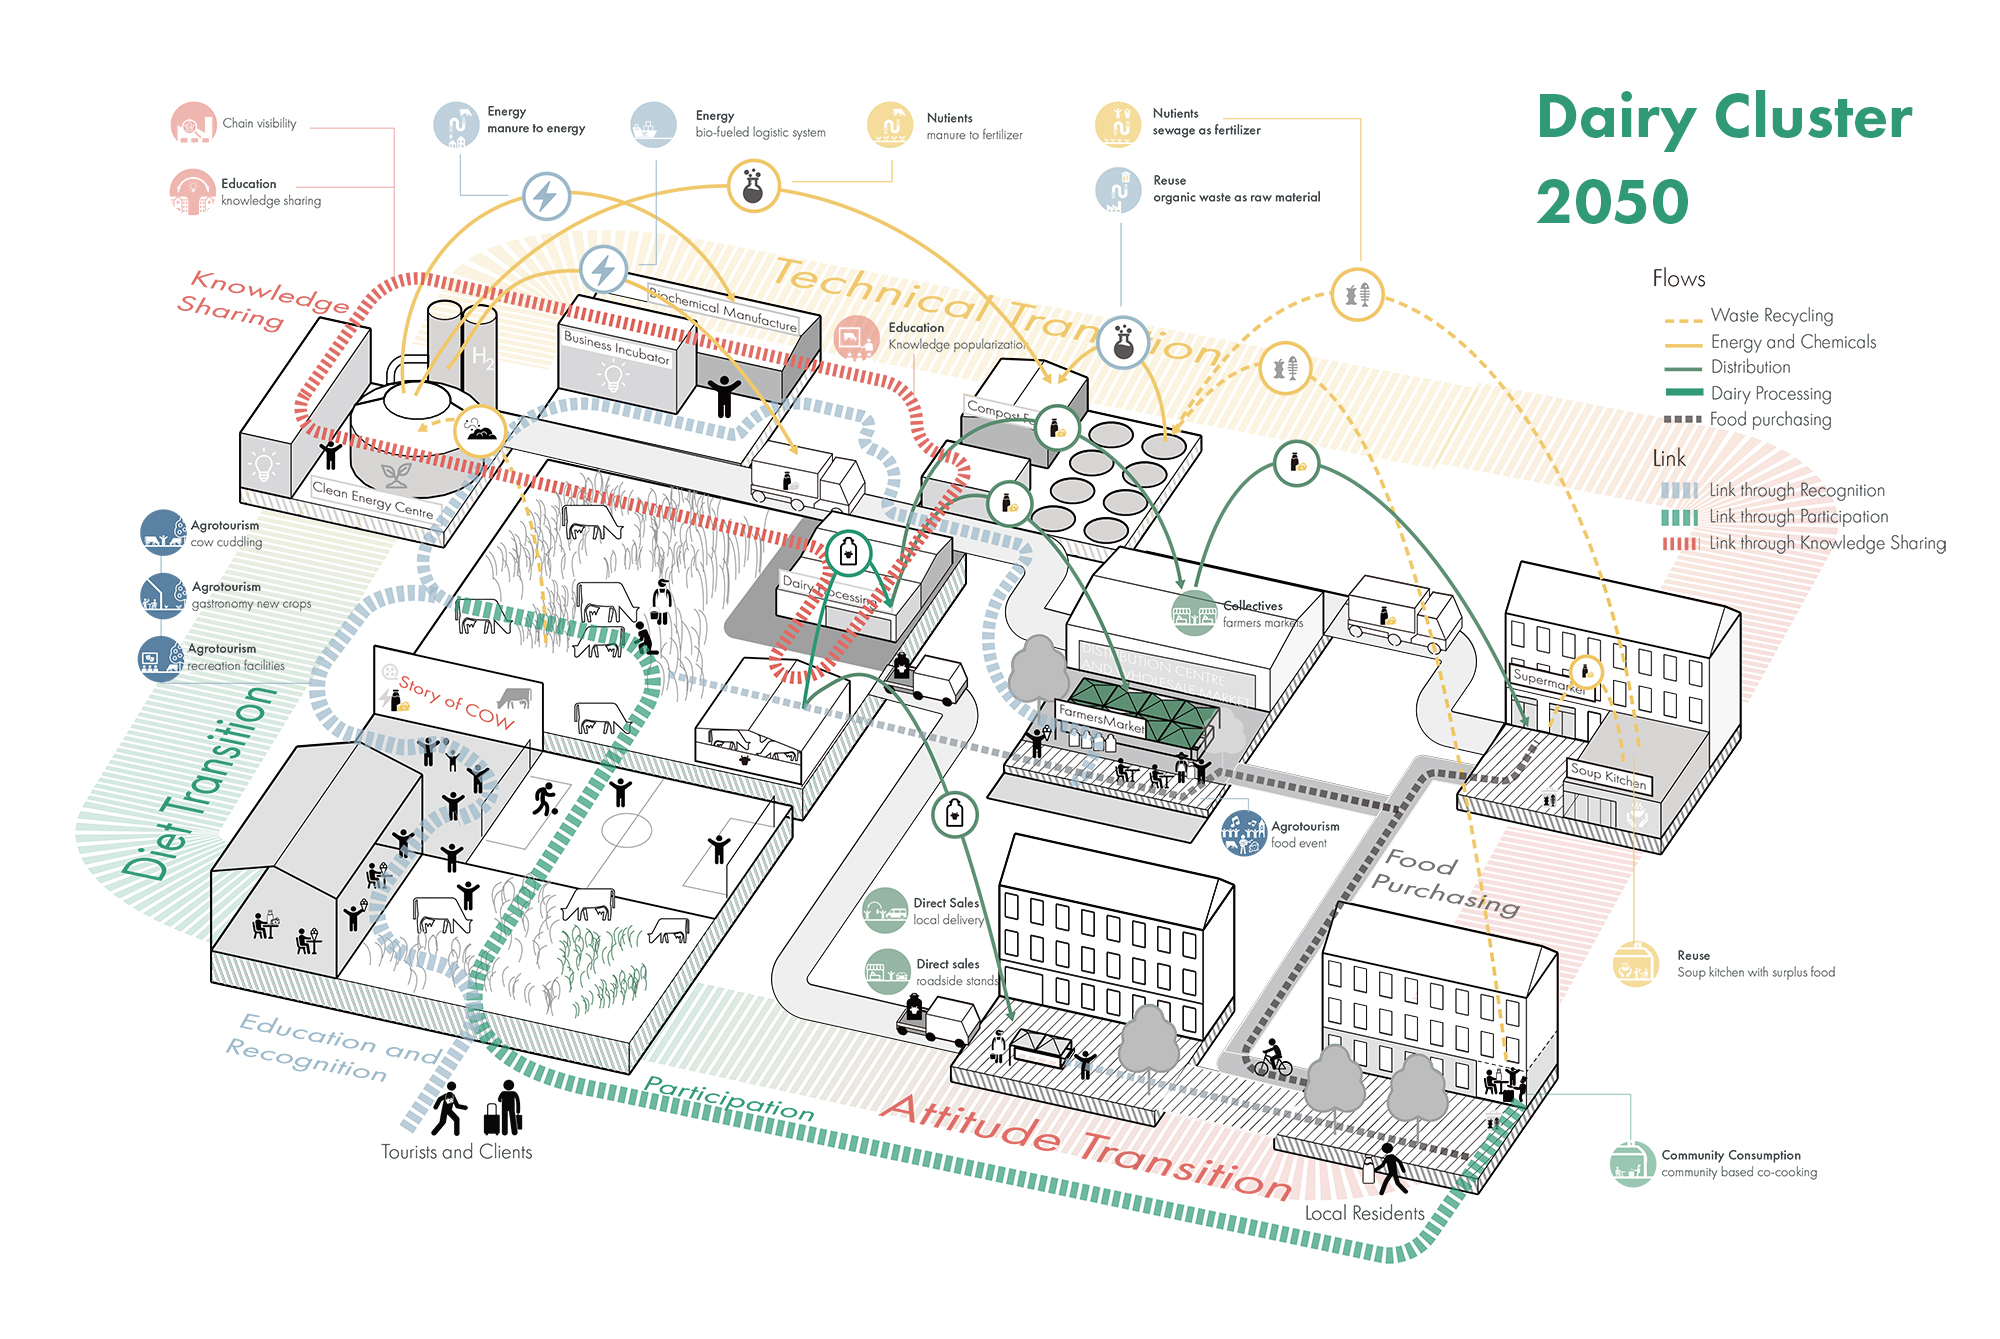 Dairy Cluster
2050
Chain visibility
Education
knowledge sharing
Energy
manure to energy
Energy
bio-fueled logistic system
Nutients
manure to fertilizer
Nutients
sewage as fertilizer
Reuse
organic waste as raw material
Flows
Waste Recycling
Energy and Chemicals
Distribution
Dairy Processing
Food purchasing
Link
Link through Recognition
Link through Participation
Link through Knowledge Sharing
Knowledge
Sharing
Technical Transition
Biochemical Manufacture
Business Incubator
H2
Education
Knowledge popularization
Clean Energy Centre
Agrotourism
cow cuddling
Agrotourism
gastronomy new crops
Agrotourism
recreation facilities
Dairy Processing
Collectives
farmers markets
DISTRIBUTION CENTRE
AND WHOLESALE MARKET
FarmersMarket
Supermarket
Soup Kitchen
Story of COW
Diet Transition
Agrotourism
food event
Food
Purchasing
Direct Sales
local delivery
Direct sales
roadside stands
Reuse
Soup kitchen with surplus food
Education and
Recognition
Participation
Attitude Transition
Tourists and Clients
Local Residents
Community Consumption
community based co-cooking
Compost